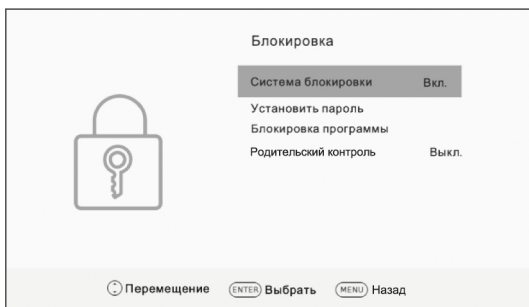 Блокировка
Система блокировки Вкл.
Установить пароль
Блокировка программы
Родительский контроль Выкл.
Перемещение ENTER Выбрать MENU Назад